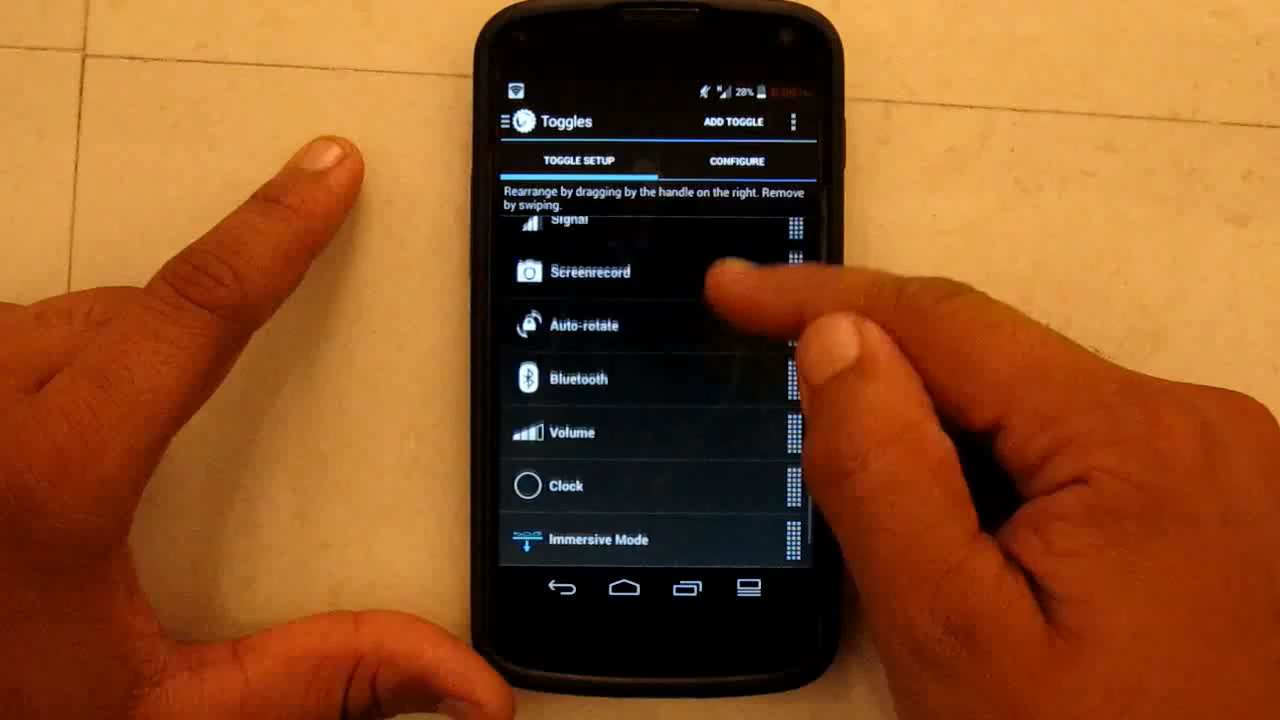 28%
Toggles
ADD TOGGLE
TOGGLE SETUP
CONFIGURE
Rearrange by dragging by the handle on the right. Remove
by swiping.
Signal
Screenrecord
Auto-rotate
Bluetooth
Volume
Clock
Immersive Mode